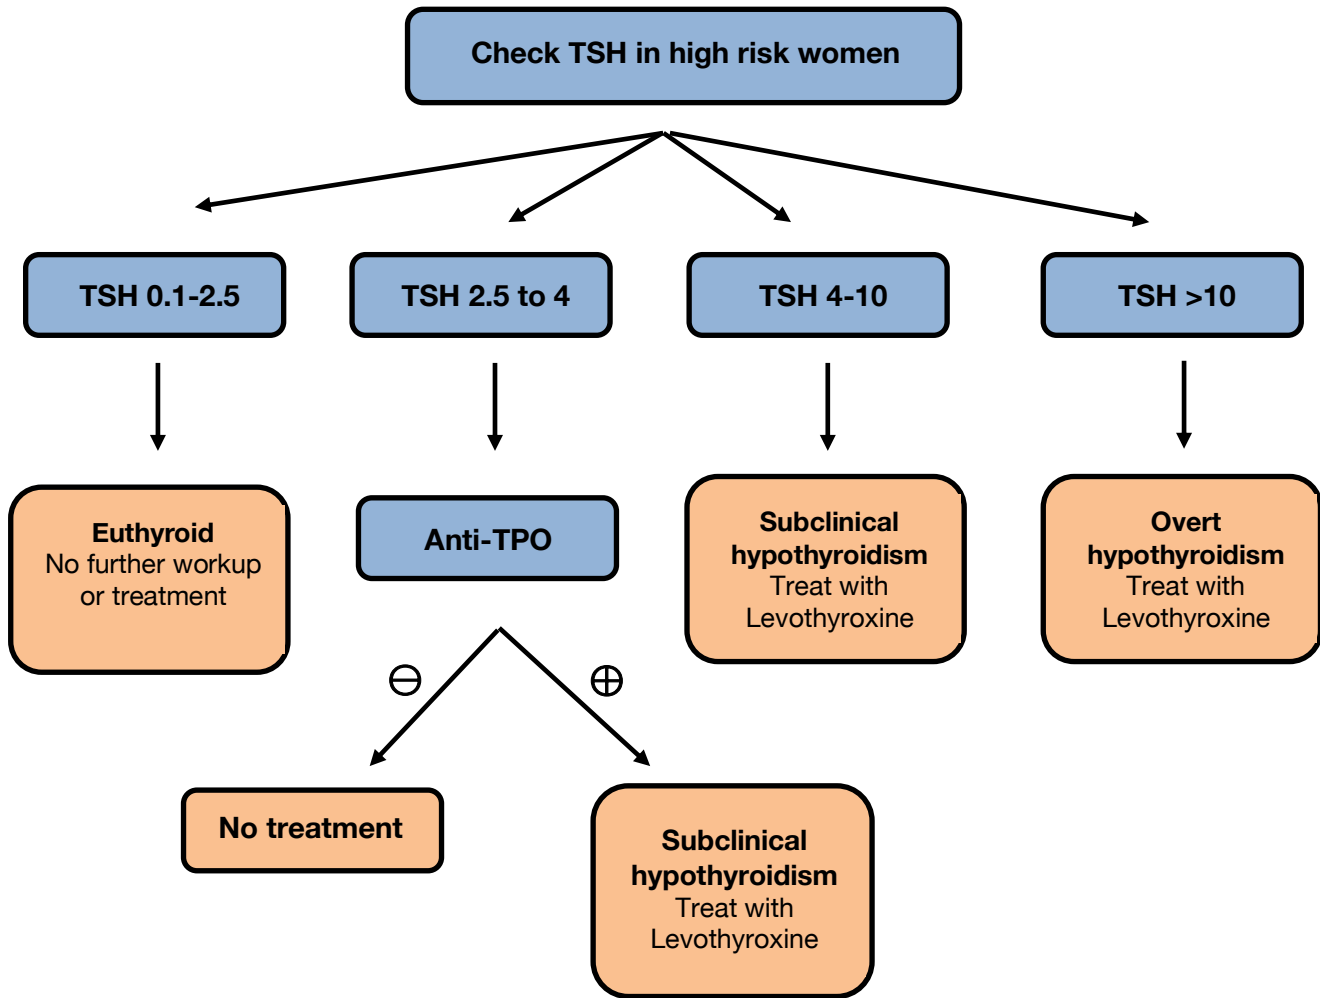 Check TSH in high risk women
TSH 0.1-2.5
TSH 2.5 to 4
TSH 4-10
TSH >10
Euthyroid
No further workup
or treatment
Anti-TPO
Subclinical
hypothyroidism
Treat with
Levothyroxine
Overt
hypothyroidism
Treat with
Levothyroxine
⊖
⊕
No treatment
Subclinical
hypothyroidism
Treat with
Levothyroxine